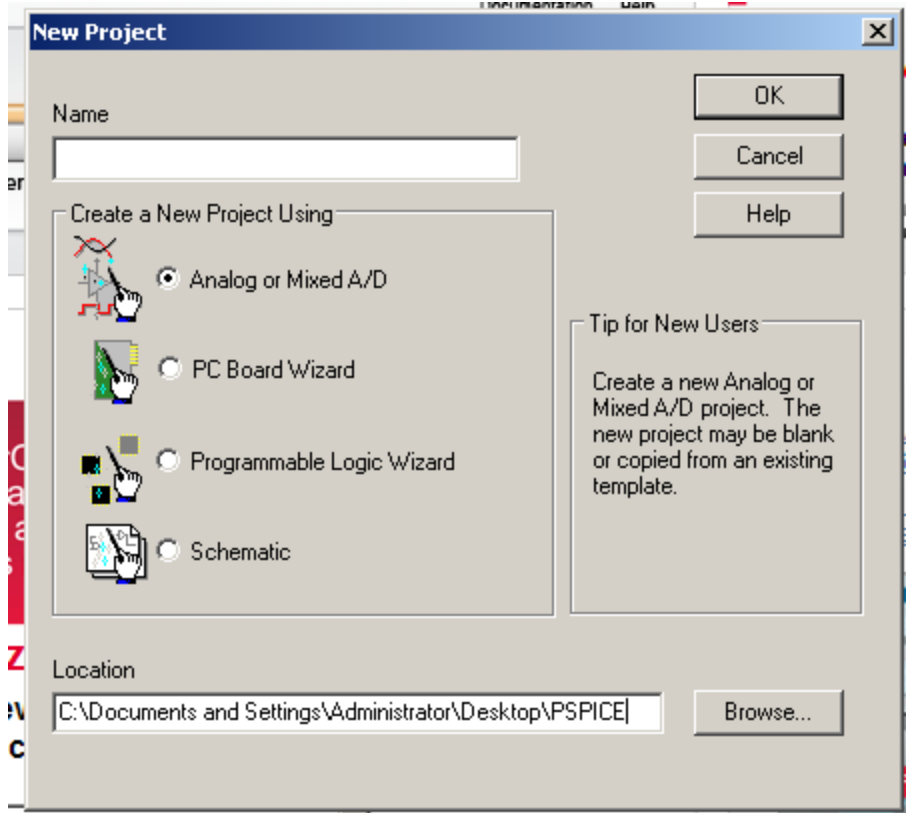 Documentation Help
New Project
Name
OK
Cancel
Help
Create a New Project Using
Analog or Mixed A/D
PC Board Wizard
Programmable Logic Wizard
Schematic
Tip for New Users
Create a new Analog or
Mixed A/D project. The
new project may be blank
or copied from an existing
template.
Location
C:\Documents and Settings\Administrator\Desktop\PSPICE
Browse...